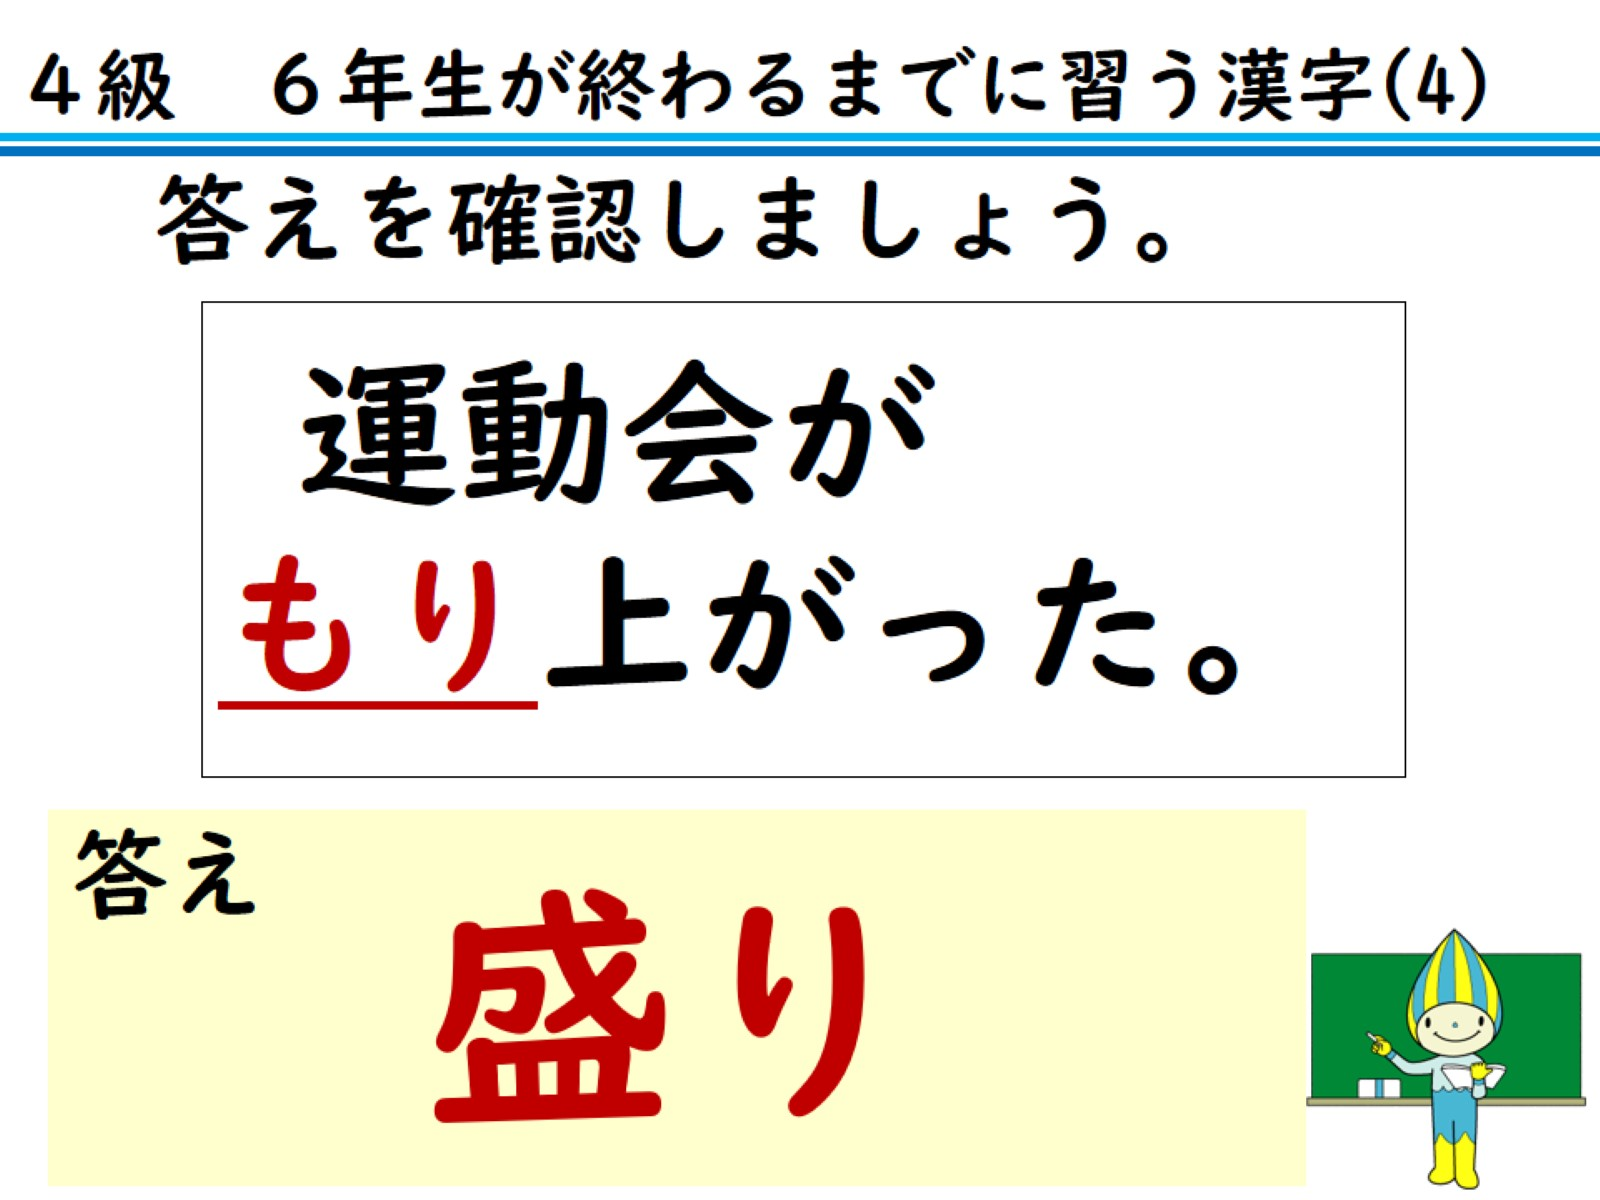 ４級　６年生が終わるまでに習う漢字(4)
答えを確認しましょう。
運動会が
もり上がった。
答え
盛り